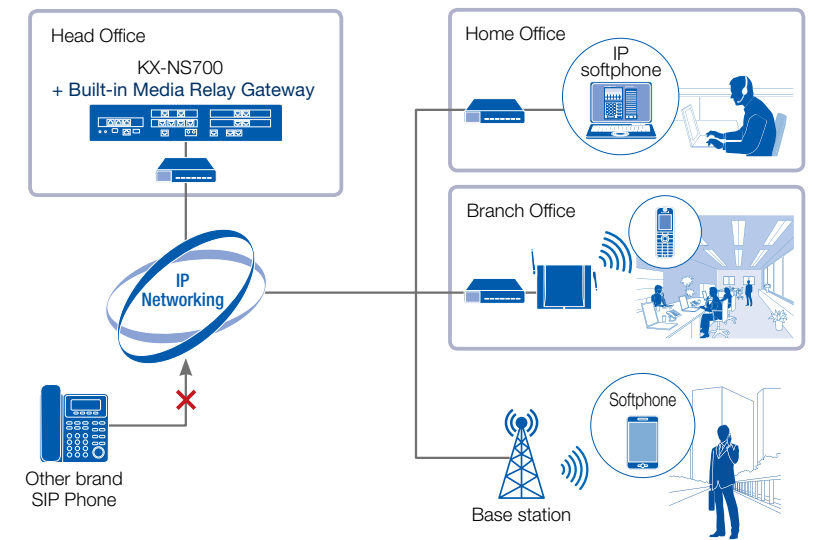 Head Office
KX-NS700
+ Built-in Media Relay Gateway
Home Office
IP
softphone
Branch Office
IP
Networking
Other brand
SIP Phone
Softphone
Base station